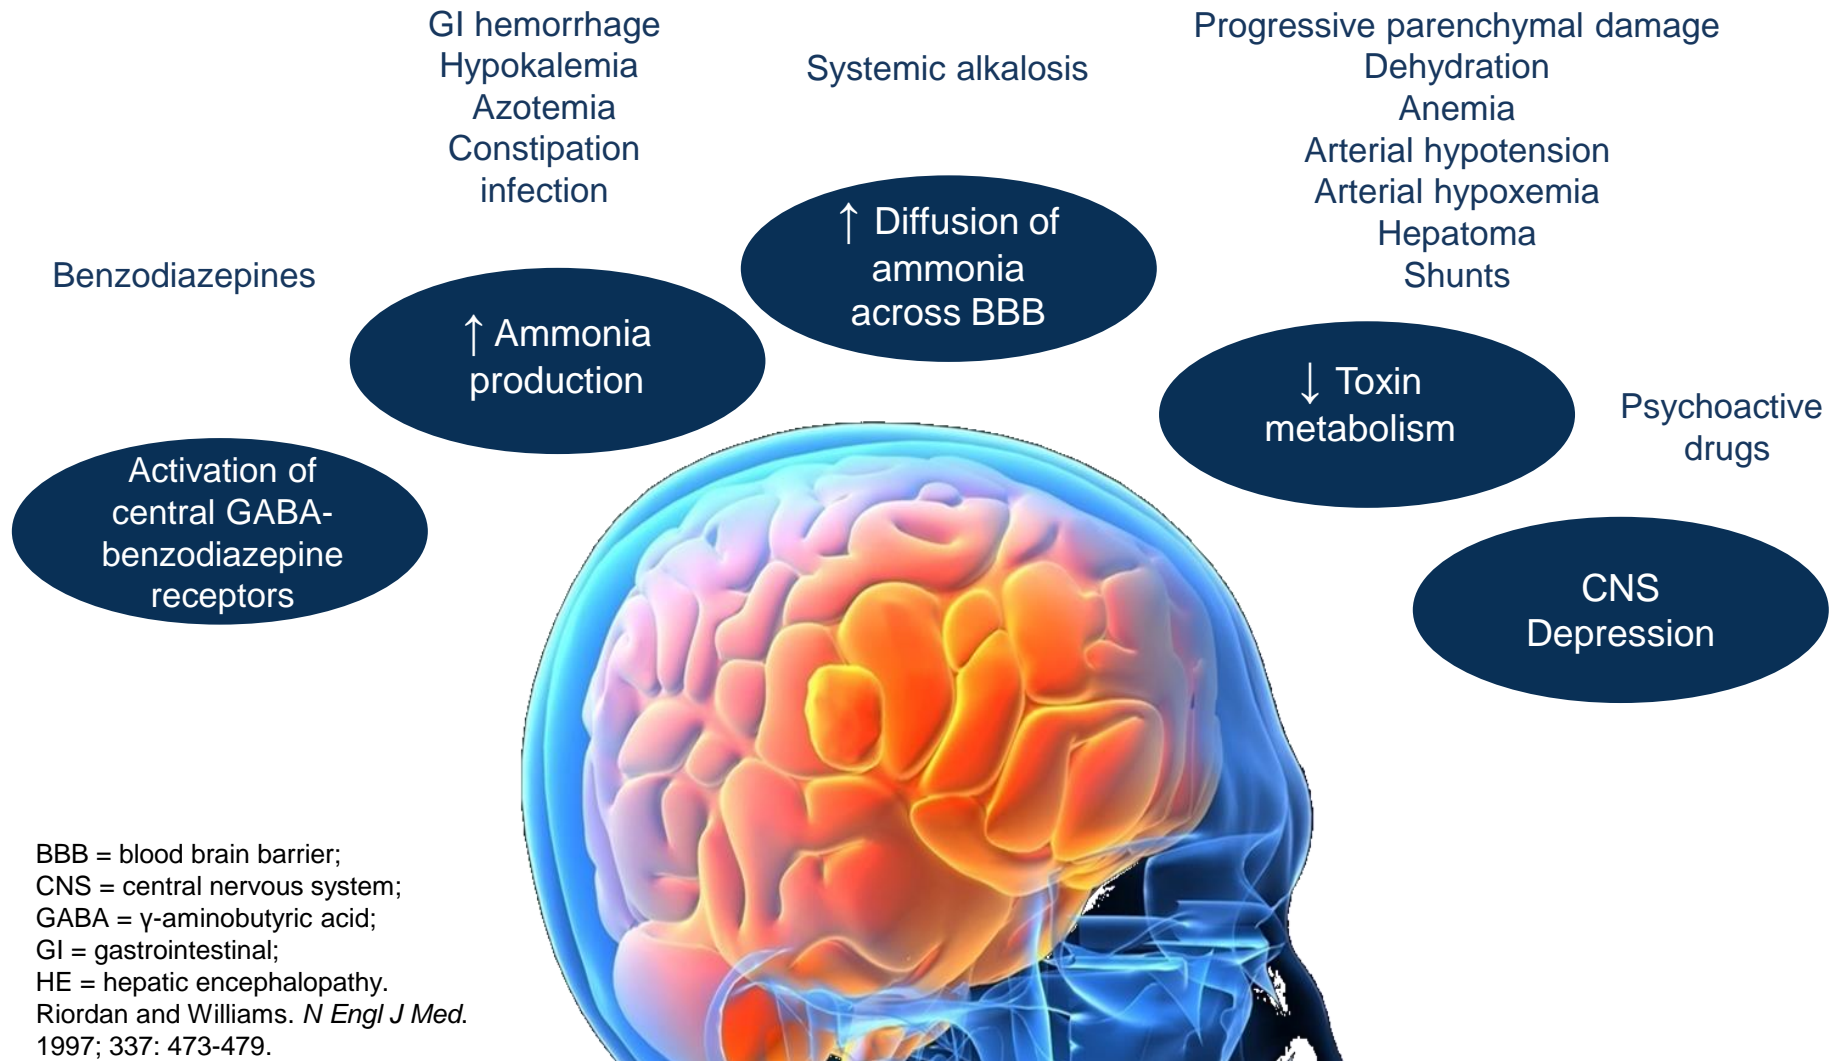 Benzodiazepines
Activation of
central GABA-
benzodiazepine
receptors
GI hemorrhage
Hypokalemia
Azotemia
Constipation
infection
↑ Ammonia
production
Systemic alkalosis
↑ Diffusion of
ammonia
across BBB
Progressive parenchymal damage
Dehydration
Anemia
Arterial hypotension
Arterial hypoxemia
Hepatoma
Shunts
↓ Toxin
metabolism
Psychoactive
drugs
CNS
Depression
BBB = blood brain barrier;
CNS = central nervous system;
GABA = γ-aminobutyric acid;
GI = gastrointestinal;
HE = hepatic encephalopathy.
Riordan and Williams. N Engl J Med.
1997; 337: 473-479.